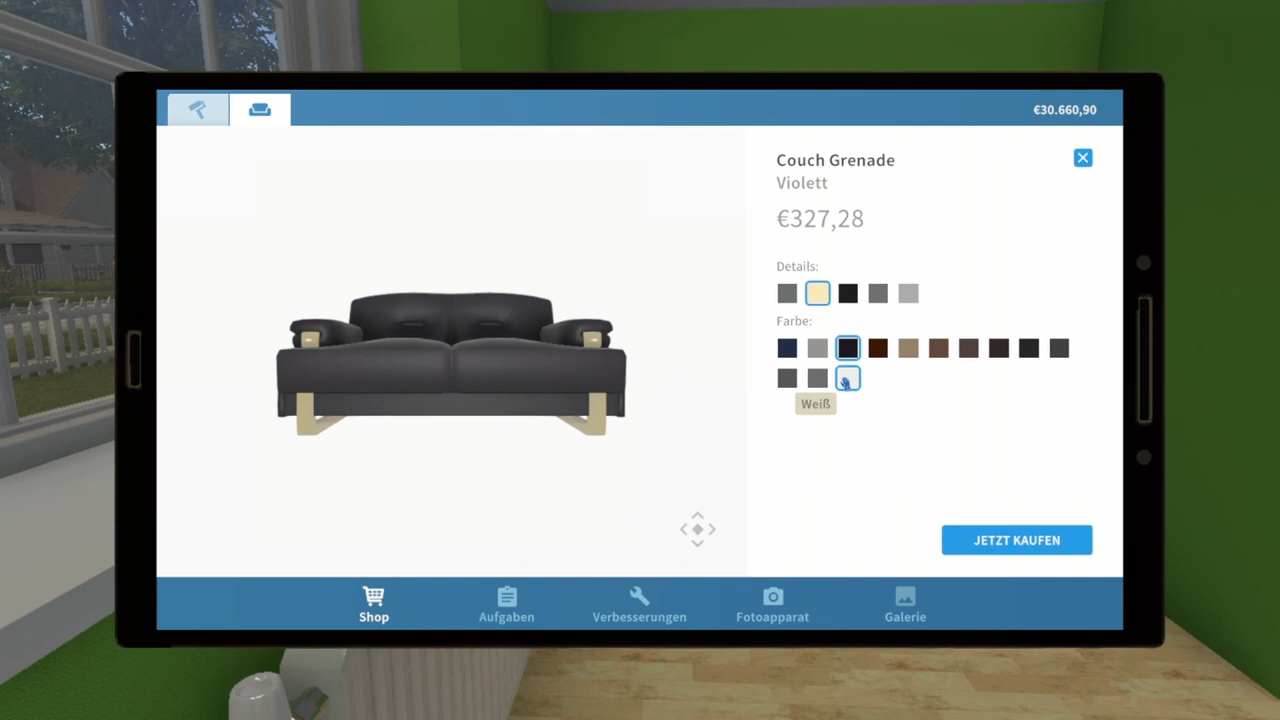 €30.660,90
Couch Grenade
Violett
€327,28
Details:
Farbe:
Weiß
JETZT KAUFEN
Shop
Aufgaben
Verbesserungen
Fotoapparat
Galerie